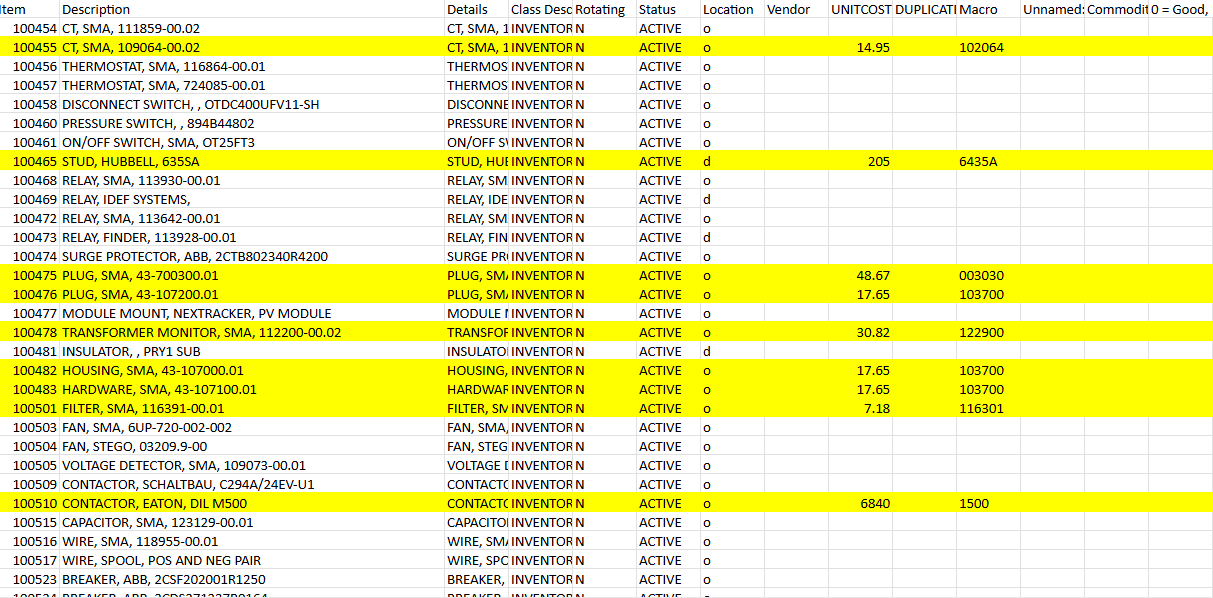 Item Description Details Class Desc Rotating Status Location Vendor UNITCOST DUPLICATI Macro Unnamed: Commodit 0 = Good,
100454 CT, SMA, 111859-00.02 CT, SMA, 1 INVENTOR N ACTIVE o
100455 CT, SMA, 109064-00.02 CT, SMA, 1 INVENTOR N ACTIVE o 14.95 102064
100456 THERMOSTAT, SMA, 116864-00.01 THERMOS INVENTOR N ACTIVE o
100457 THERMOSTAT, SMA, 724085-00.01 THERMOS INVENTOR N ACTIVE o
100458 DISCONNECT SWITCH, , OTDC400UFV11-SH DISCONNE INVENTOR N ACTIVE o
100460 PRESSURE SWITCH, , 894B44802 PRESSURE INVENTOR N ACTIVE o
100461 ON/OFF SWITCH, SMA, OT25FT3 ON/OFF SV INVENTOR N ACTIVE o
100465 STUD, HUBBELL, 635SA STUD, HUE INVENTOR N ACTIVE d 205 6435A
100468 RELAY, SMA, 113930-00.01 RELAY, SM INVENTOR N ACTIVE o
100469 RELAY, IDEF SYSTEMS, RELAY, IDE INVENTOR N ACTIVE d
100472 RELAY, SMA, 113642-00.01 RELAY, SM INVENTOR N ACTIVE o
100473 RELAY, FINDER, 113928-00.01 RELAY, FIN INVENTOR N ACTIVE d
100474 SURGE PROTECTOR, ABB, 2CTB802340R4200 SURGE PR INVENTOR N ACTIVE o
100475 PLUG, SMA, 43-700300.01 PLUG, SM INVENTOR N ACTIVE o 48.67 003030
100476 PLUG, SMA, 43-107200.01 PLUG, SM INVENTOR N ACTIVE o 17.65 103700
100477 MODULE MOUNT, NEXTRACKER, PV MODULE MODULE INVENTOR N ACTIVE o
100478 TRANSFORMER MONITOR, SMA, 112200-00.02 TRANSFOF INVENTOR N ACTIVE o 30.82 122900
100481 INSULATOR, , PRY1 SUB INSULATO INVENTOR N ACTIVE d
100482 HOUSING, SMA, 43-107000.01 HOUSING, INVENTOR N ACTIVE o 17.65 103700
100483 HARDWARE, SMA, 43-107100.01 HARDWAF INVENTOR N ACTIVE o 17.65 103700
100501 FILTER, SMA, 116391-00.01 FILTER, SM INVENTOR N ACTIVE o 7.18 116301
100503 FAN, SMA, 6UP-720-002-002 FAN, SMA, INVENTOR N ACTIVE o
100504 FAN, STEGO, 03209.9-00 FAN, STEG INVENTOR N ACTIVE o
100505 VOLTAGE DETECTOR, SMA, 109073-00.01 VOLTAGE INVENTOR N ACTIVE o
100509 CONTACTOR, SCHALTBAU, C294A/24EV-U1 CONTACT INVENTOR N ACTIVE o
100510 CONTACTOR, EATON, DIL M500 CONTACT INVENTOR N ACTIVE o 6840 1500
100515 CAPACITOR, SMA, 123129-00.01 CAPACITO INVENTOR N ACTIVE o
100516 WIRE, SMA, 118955-00.01 WIRE, SM INVENTOR N ACTIVE o
100517 WIRE, SPOOL, POS AND NEG PAIR WIRE, SPC INVENTOR N ACTIVE o
100523 BREAKER, ABB, 2CSF202001R1250 BREAKER, INVENTOR N ACTIVE o